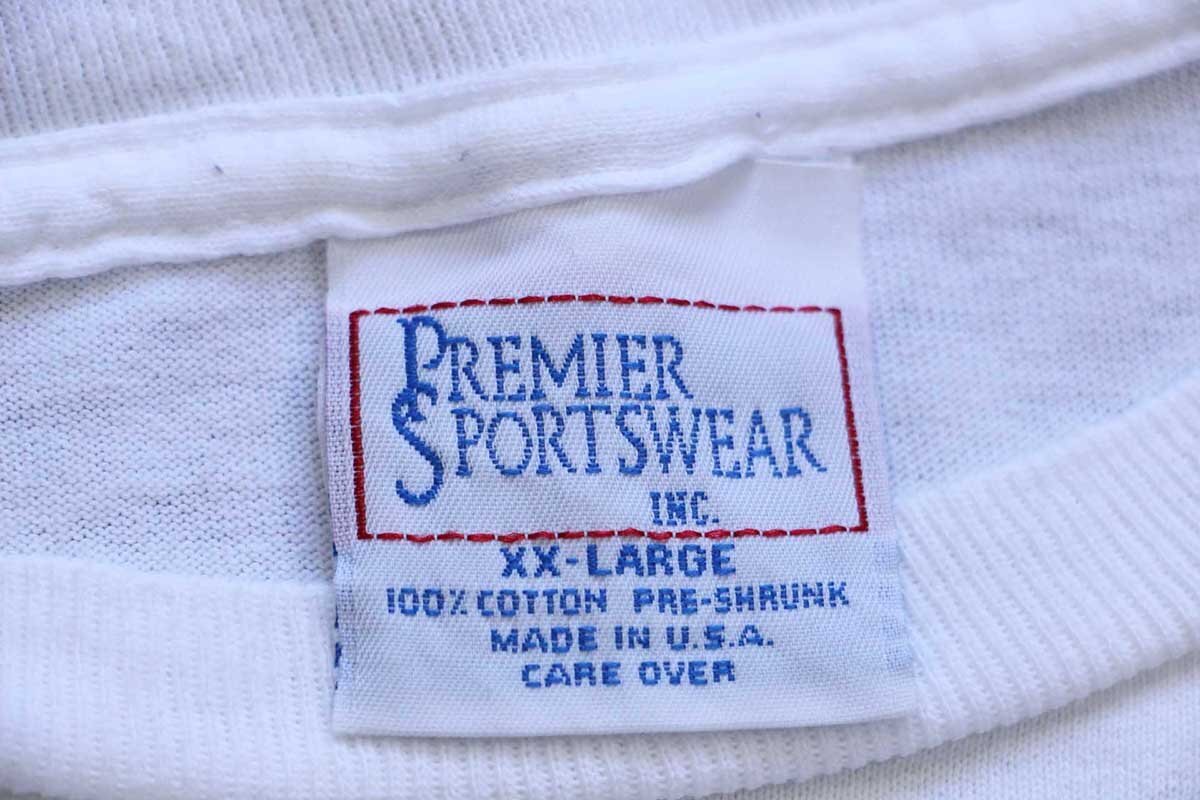 PREMIER
SPORTSWEAR
INC.
XX-LARGE
100% COTTON PRE-SHRUNK
MADE IN U.S.A.
CARE OVER